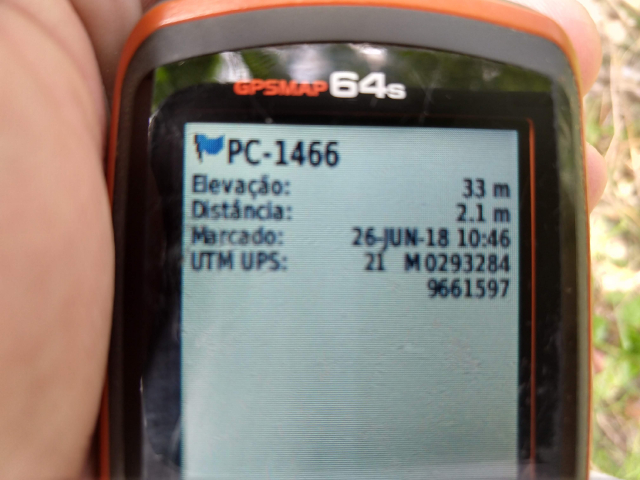 GPSMAP 64s
PC-1466
Elevação: 33 m
Distância: 2.1 m
Marcado: 26-JUN-18 10:46
UTM UPS: 21 M 0293284
9661597